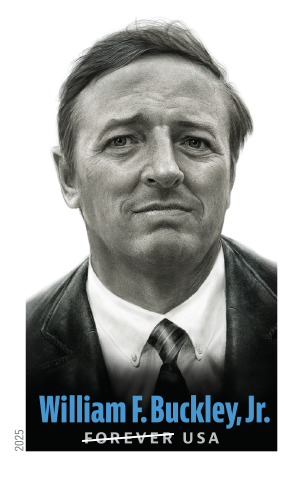 William F. Buckley, Jr.
FOREVER USA
2025